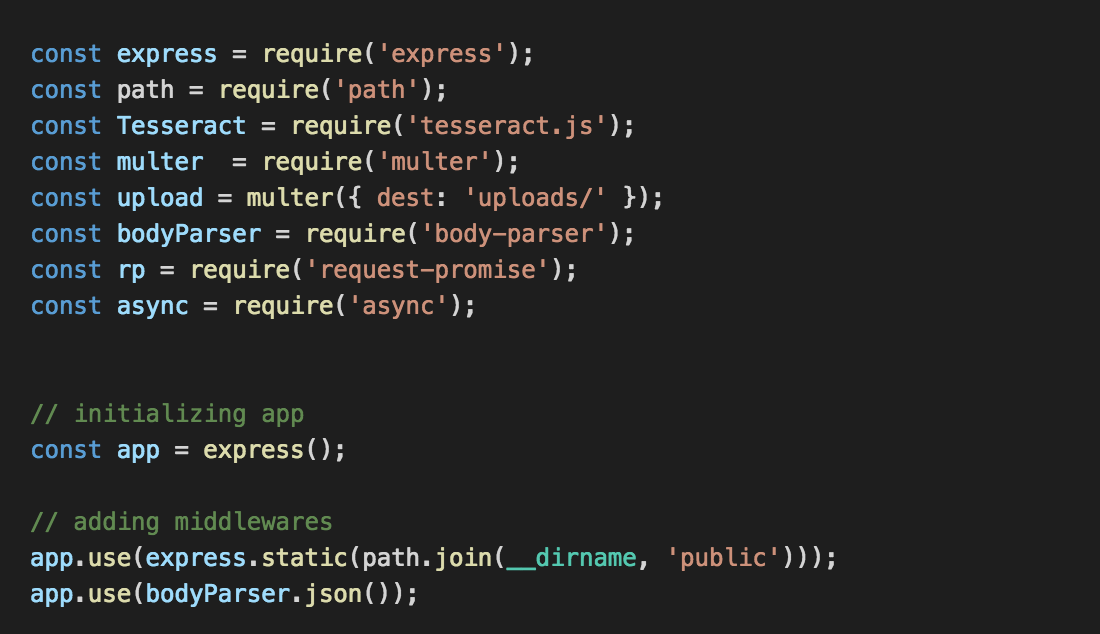 const express = require('express');
const path = require('path');
const Tesseract = require('tesseract.js');
const multer  = require('multer');
const upload = multer({ dest: 'uploads/' });
const bodyParser = require('body-parser');
const rp = require('request-promise');
const async = require('async');
// initializing app
const app = express();
// adding middlewares
app.use(express.static(path.join(__dirname, 'public')));
app.use(bodyParser.json());